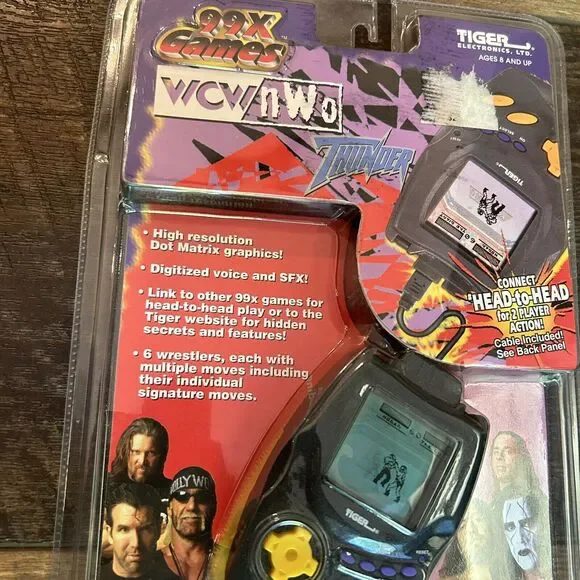 99X
Games
TIGER
ELECTRONICS, LTD.
AGES 8 AND UP
WCW/nWo
THUNDER
TIGER
• High resolution
Dot Matrix graphics!
• Digitized voice and SFX!
• Link to other 99x games for
head-to-head play or to the
Tiger website for hidden
secrets and features!
• 6 wrestlers, each with
multiple moves including
their individual
signature moves.
CONNECT
"HEAD-to-HEAD
for 2 PLAYER
ACTION!
Cable Included!
See Back Panel
HOLLYWO
TIGER
RESET